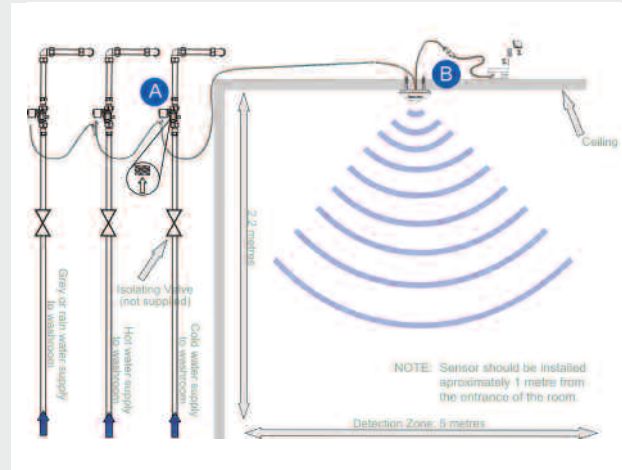 A
B
Ceiling
2.2 metres
Isolating Valve
(not supplied)
Grey or rain water supply
to washroom
Hot water supply
to washroom
Cold water supply
to washroom
NOTE: Sensor should be installed
aproximately 1 metre from
the entrance of the room.
Detection Zone: 5 metres